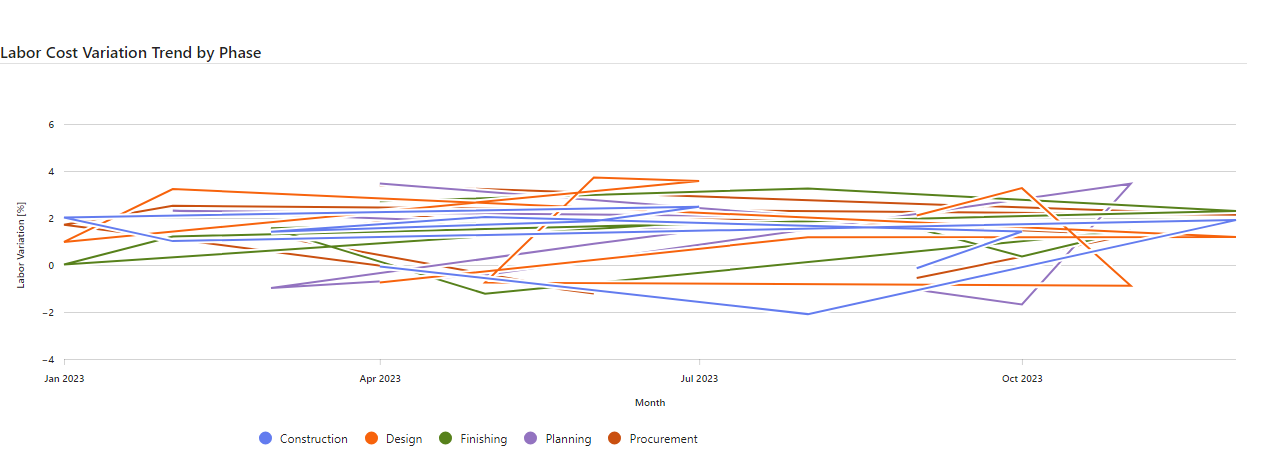 Labor Cost Variation Trend by Phase
6
4
2
0
−2
−4
Labor Variation [%]
Jan 2023 Apr 2023 Jul 2023 Oct 2023
Month
Construction Design Finishing Planning Procurement